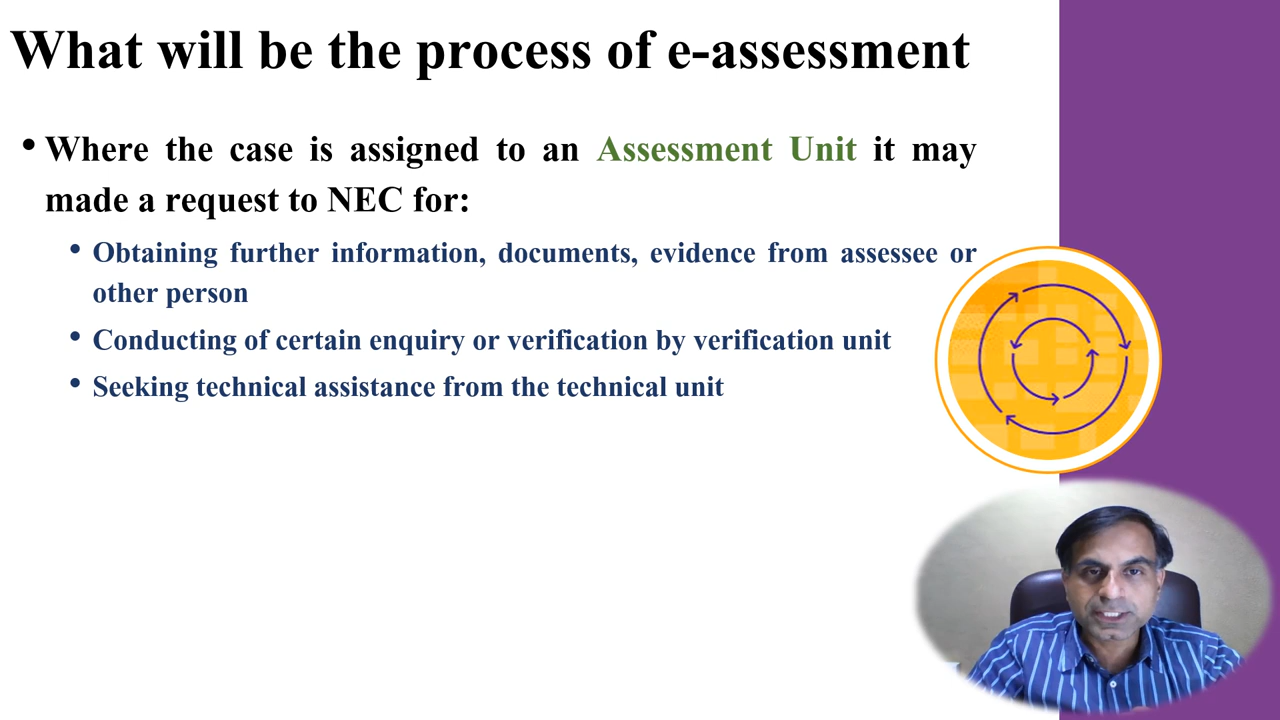 What will be the process of e-assessment
• Where the case is assigned to an Assessment Unit it may
made a request to NEC for:
• Obtaining further information, documents, evidence from assessee or
other person
• Conducting of certain enquiry or verification by verification unit
• Seeking technical assistance from the technical unit